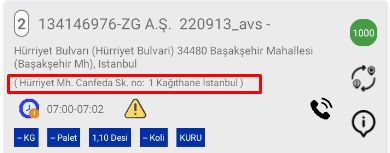 2 134146976-ZG A.Ş. 220913_avs -
1000
Hürriyet Bulvarı (Hürriyet Bulvari) 34480 Başakşehir Mahallesi
(Başakşehir Mh), Istanbul
( Hürriyet Mh. Canfeda Sk. no: 1 Kağıthane İstanbul )
07:00-07:02
-- KG -- Palet 1,10 Desi -- Koli KURU